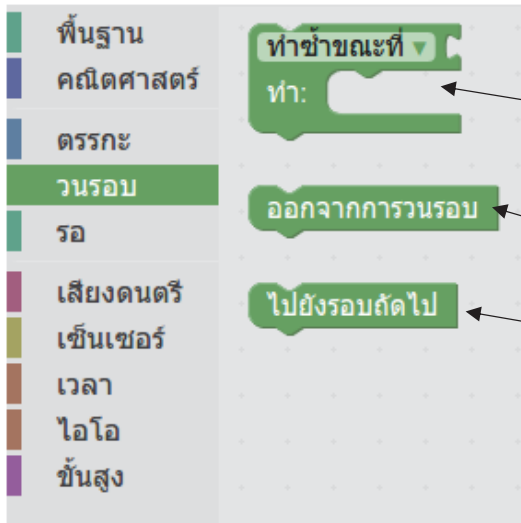 พื้นฐาน
คณิตศาสตร์
ตรรกะ
วนรอบ
รอ
เสียงดนตรี
เซ็นเซอร์
เวลา
ไอโอ
ขั้นสูง
ทำซ้ำขณะที่
ทำ:
ออกจากการวนรอบ
ไปยังรอบถัดไป